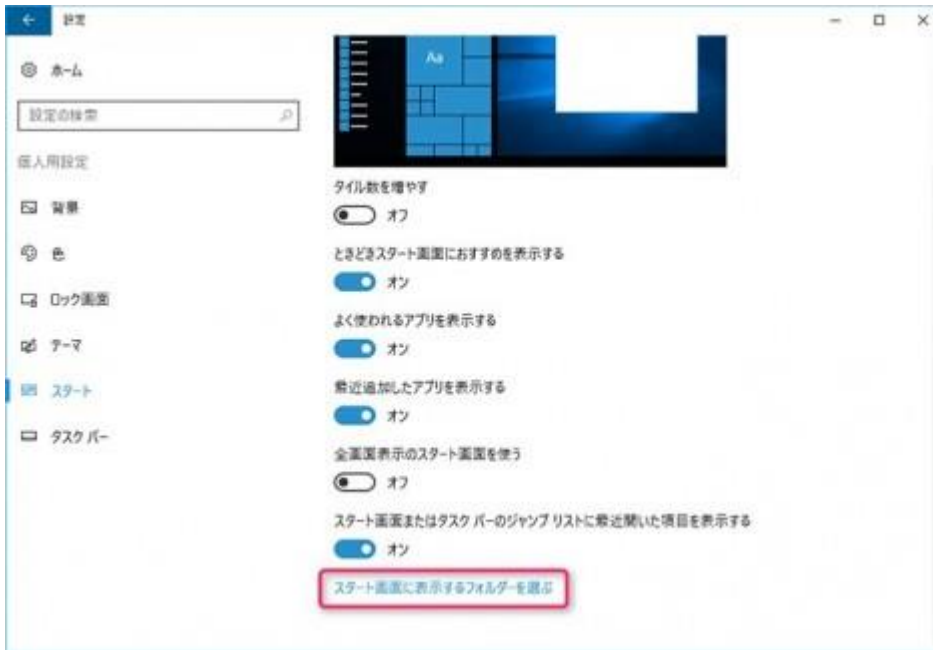 設定
ホーム
設定の検索
個人用設定
背景
色
ロック画面
テーマ
スタート
タスク バー
Aa
タイル数を増やす
オフ
ときどきスタート画面におすすめを表示する
オン
よく使われるアプリを表示する
オン
最近追加したアプリを表示する
オン
全画面表示のスタート画面を使う
オフ
スタート画面またはタスク バーのジャンプ リストに最近開いた項目を表示する
オン
スタート画面に表示するフォルダーを選ぶ